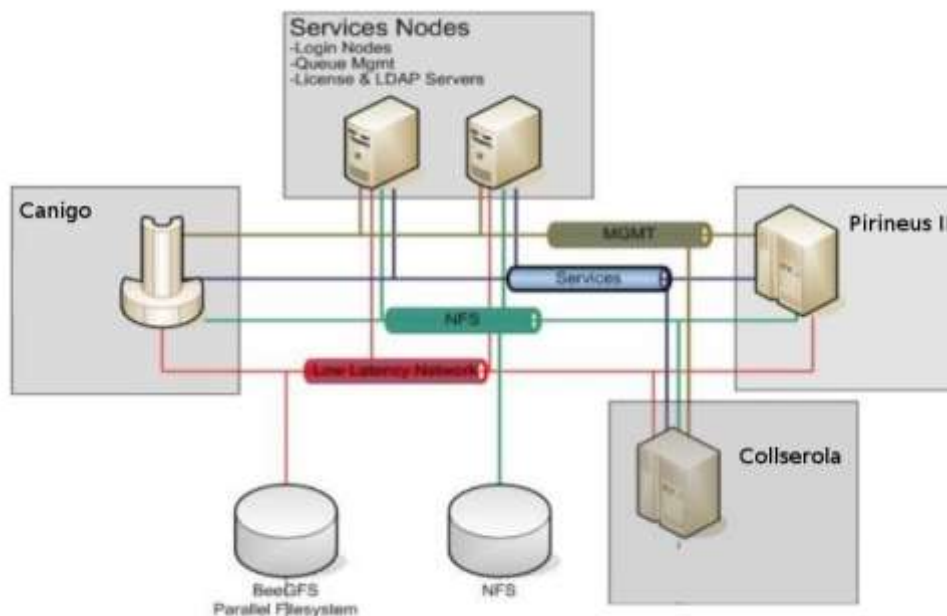 Services Nodes
-Login Nodes
-Queue Mgmt
-License & LDAP Servers
Canigo
Pirineus II
MGMT
Services
NFS
Low Latency Network
Collserola
BeeGFS
Parallel Filesystem
NFS